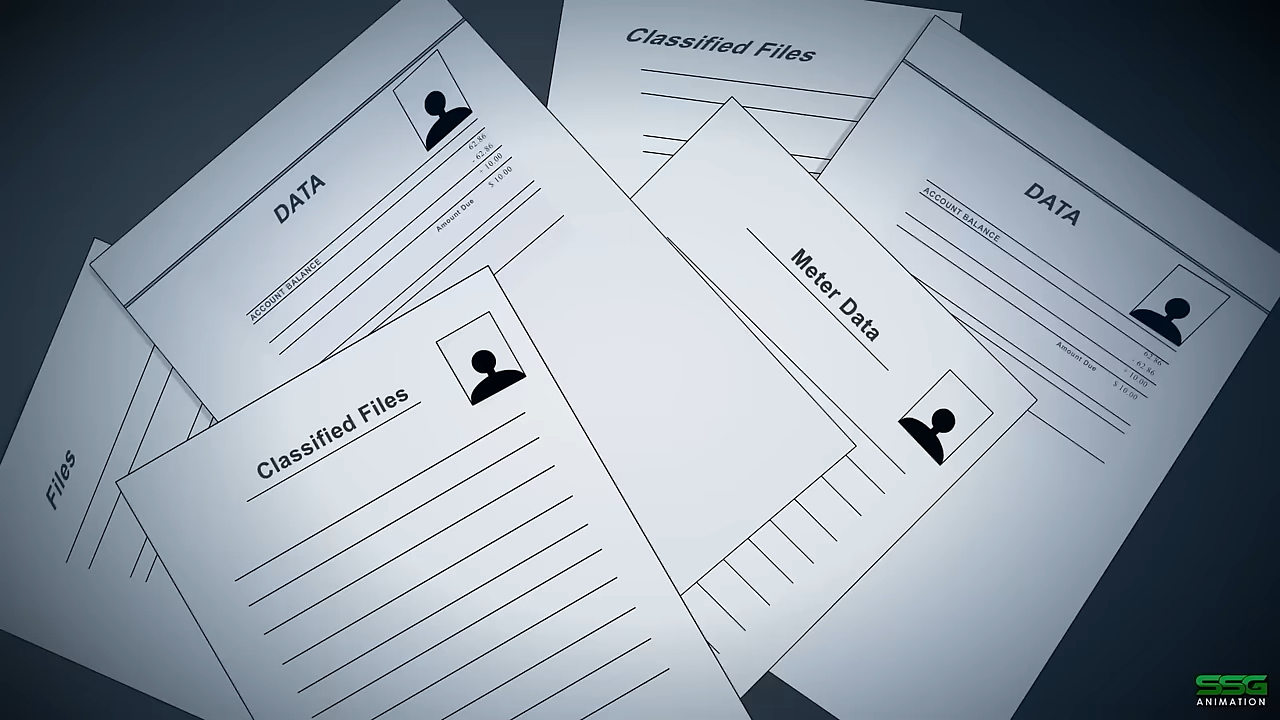 Classified Files
DATA
62.86
- 62.86
+ 10.00
$ 10.00
Amount Due
ACCOUNT BALANCE
DATA
ACCOUNT BALANCE
Amount Due
62.86
- 62.86
+ 10.00
$ 10.00
Meter Data
Classified Files
Files
SSG
ANIMATION